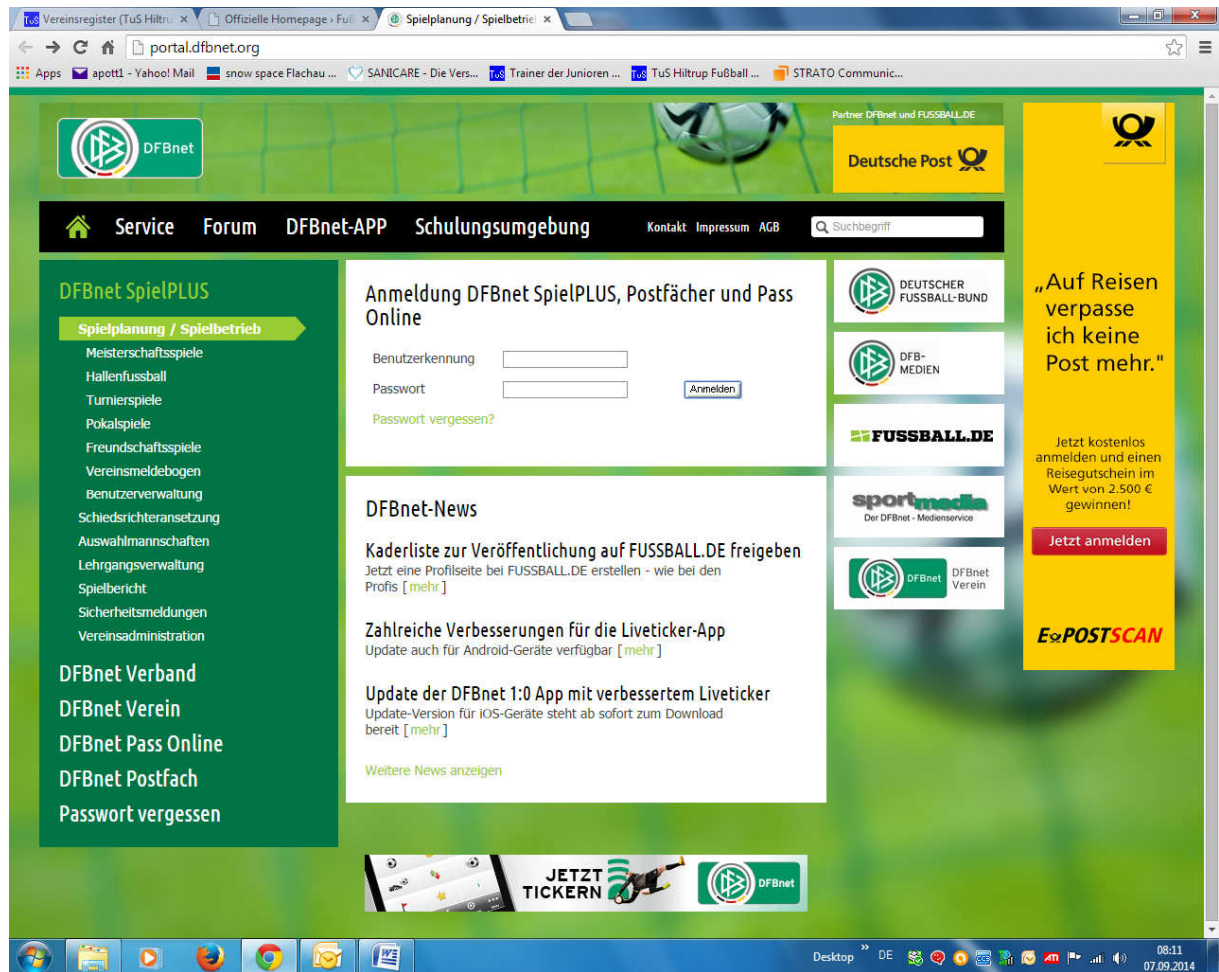 TuS Vereinsregister (TuS Hiltru
Offizielle Homepage › Fuß
Spielplanung / Spielbetrieb
portal.dfbnet.org
Apps apott1 - Yahoo! Mail snow space Flachau ... SANICARE - Die Vers... TuS Trainer der Junioren ... TuS TuS Hiltrup Fußball ... STRATO Communic...
DFBnet
Partner DFBnet und FUSSBALL.DE
Deutsche Post
Service Forum DFBnet-APP Schulungsumgebung Kontakt Impressum AGB Suchbegriff
DFBnet SpielPLUS
Spielplanung / Spielbetrieb
Meisterschaftsspiele
Hallenfussball
Turnierspiele
Pokalspiele
Freundschaftsspiele
Vereinsmeldebogen
Benutzerverwaltung
Schiedsrichteransetzung
Auswahlmannschaften
Lehrgangsverwaltung
Spielbericht
Sicherheitsmeldungen
Vereinsadministration
DFBnet Verband
DFBnet Verein
DFBnet Pass Online
DFBnet Postfach
Passwort vergessen
Anmeldung DFBnet SpielPLUS, Postfächer und Pass
Online
Benutzerkennung
Passwort Anmelden
Passwort vergessen?
DFBnet-News
Kaderliste zur Veröffentlichung auf FUSSBALL.DE freigeben
Jetzt eine Profilseite bei FUSSBALL.DE erstellen - wie bei den
Profis [ mehr ]
Zahlreiche Verbesserungen für die Liveticker-App
Update auch für Android-Geräte verfügbar [ mehr ]
Update der DFBnet 1:0 App mit verbessertem Liveticker
Update-Version für iOS-Geräte steht ab sofort zum Download
bereit [ mehr ]
Weitere News anzeigen
DEUTSCHER
FUSSBALL-BUND
DFB-
MEDIEN
FUSSBALL.DE
sportmedia
Der DFBnet - Medienservice
DFBnet
DFBnet
Verein
„Auf Reisen
verpasse
ich keine
Post mehr."
Jetzt kostenlos
anmelden und einen
Reisegutschein im
Wert von 2.500 €
gewinnen!
Jetzt anmelden
E POSTSCAN
JETZT
TICKERN
DFBnet
Desktop » DE
08:11
07.09.2014